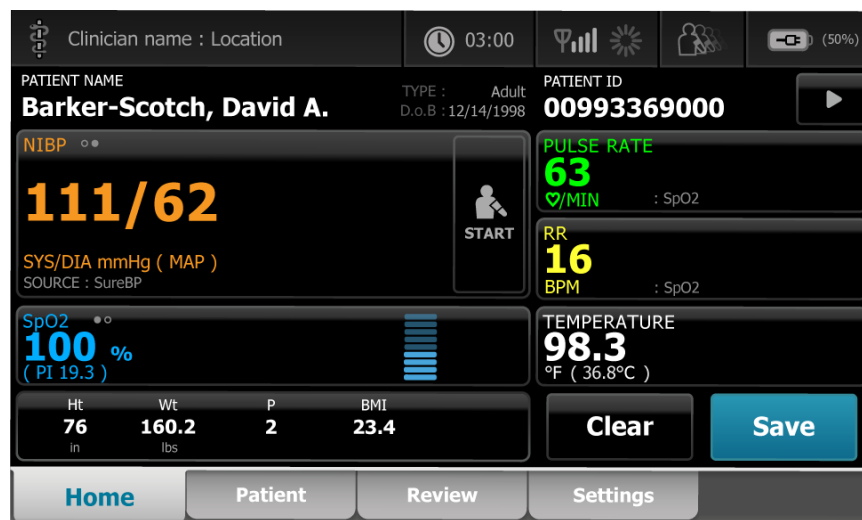 Clinician name : Location
03:00
(50%)
PATIENT NAME
Barker-Scotch, David A.
TYPE : Adult
D.o.B : 12/14/1998
PATIENT ID
00993369000
NIBP
111/62
SYS/DIA mmHg ( MAP )
SOURCE : SureBP
START
PULSE RATE
63
/MIN : SpO2
RR
16
BPM : SpO2
SpO2
100 %
( PI 19.3 )
TEMPERATURE
98.3
°F ( 36.8°C )
Ht Wt P BMI
76 160.2 2 23.4
in lbs
Clear
Save
Home
Patient
Review
Settings